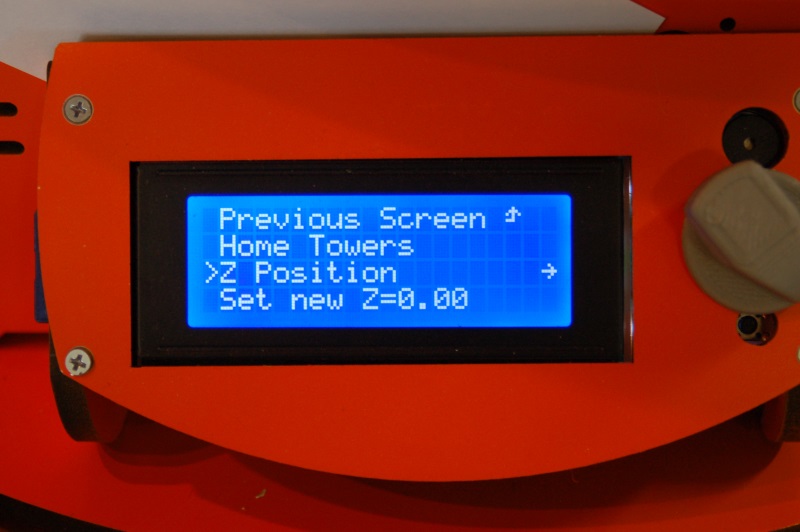 Previous Screen ⮥
Home Towers
>Z Position →
Set new Z=0.00